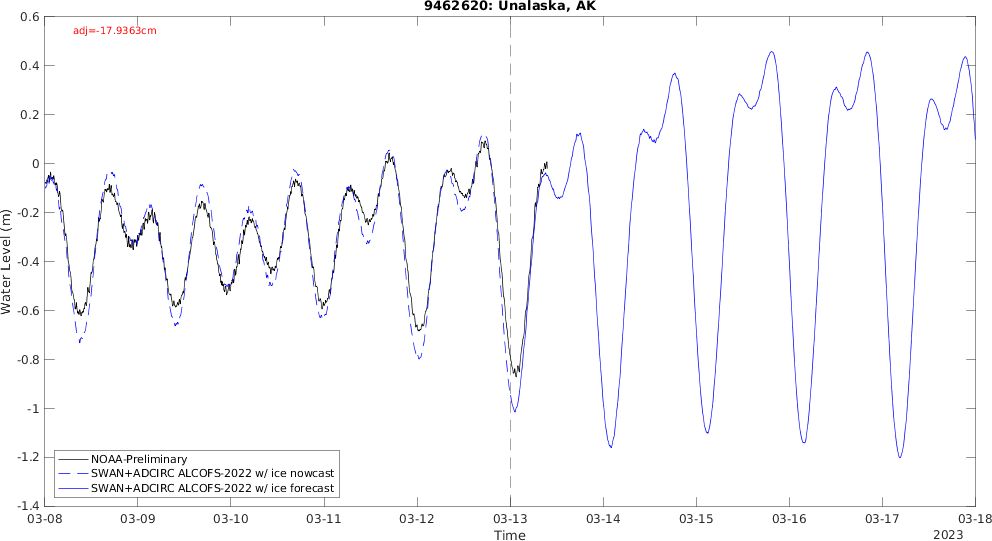 9462620: Unalaska, AK
adj=-17.9363cm
0.6
0.4
0.2
0
-0.2
-0.4
-0.6
-0.8
-1
-1.2
-1.4
Water Level (m)
NOAA-Preliminary
SWAN+ADCIRC ALCOFS-2022 w/ ice nowcast
SWAN+ADCIRC ALCOFS-2022 w/ ice forecast
03-08 03-09 03-10 03-11 03-12 03-13 03-14 03-15 03-16 03-17 03-18
Time
2023